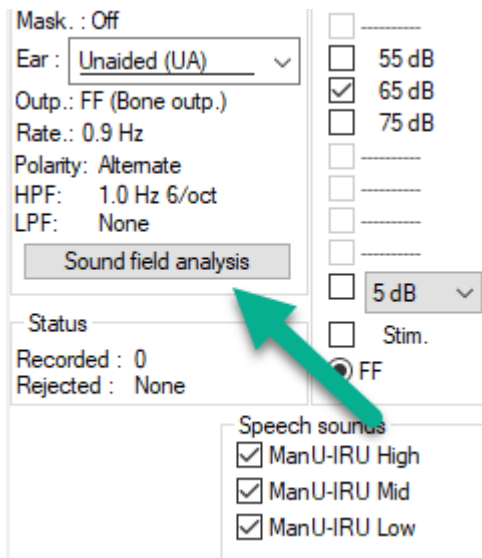 Mask. : Off
Ear : Unaided (UA)
Outp.: FF (Bone outp.)
Rate.: 0.9 Hz
Polarity: Alternate
HPF: 1.0 Hz 6/oct
LPF: None
Sound field analysis
Status
Recorded : 0
Rejected : None
----------
55 dB
65 dB
75 dB
----------
----------
----------
----------
5 dB
Stim.
FF
Speech sounds
ManU-IRU High
ManU-IRU Mid
ManU-IRU Low